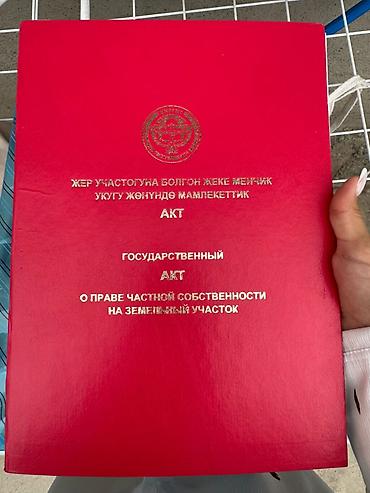 ЖЕР УЧАСТОГУНА БОЛГОН ЖЕКЕ МЕНЧИК
УКУГУ ЖӨНҮНДӨ МАМЛЕКЕТТИК
АКТ
ГОСУДАРСТВЕННЫЙ
АКТ
О ПРАВЕ ЧАСТНОЙ СОБСТВЕННОСТИ
НА ЗЕМЕЛЬНЫЙ УЧАСТОК